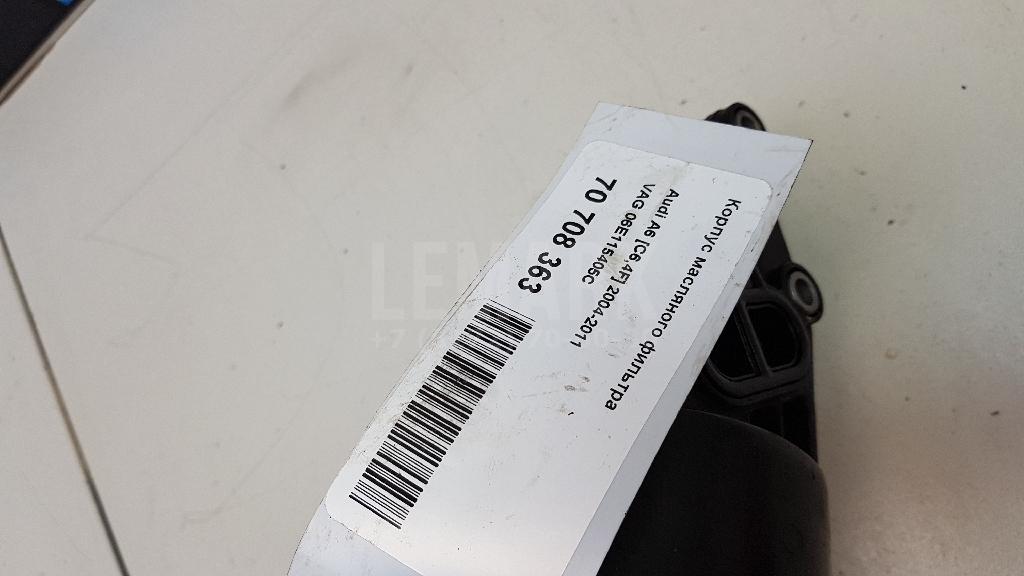 Корпус масляного фильтра
Audi A6 [C6,4F] 2004-2011
VAG 06E115405C
70 708 363